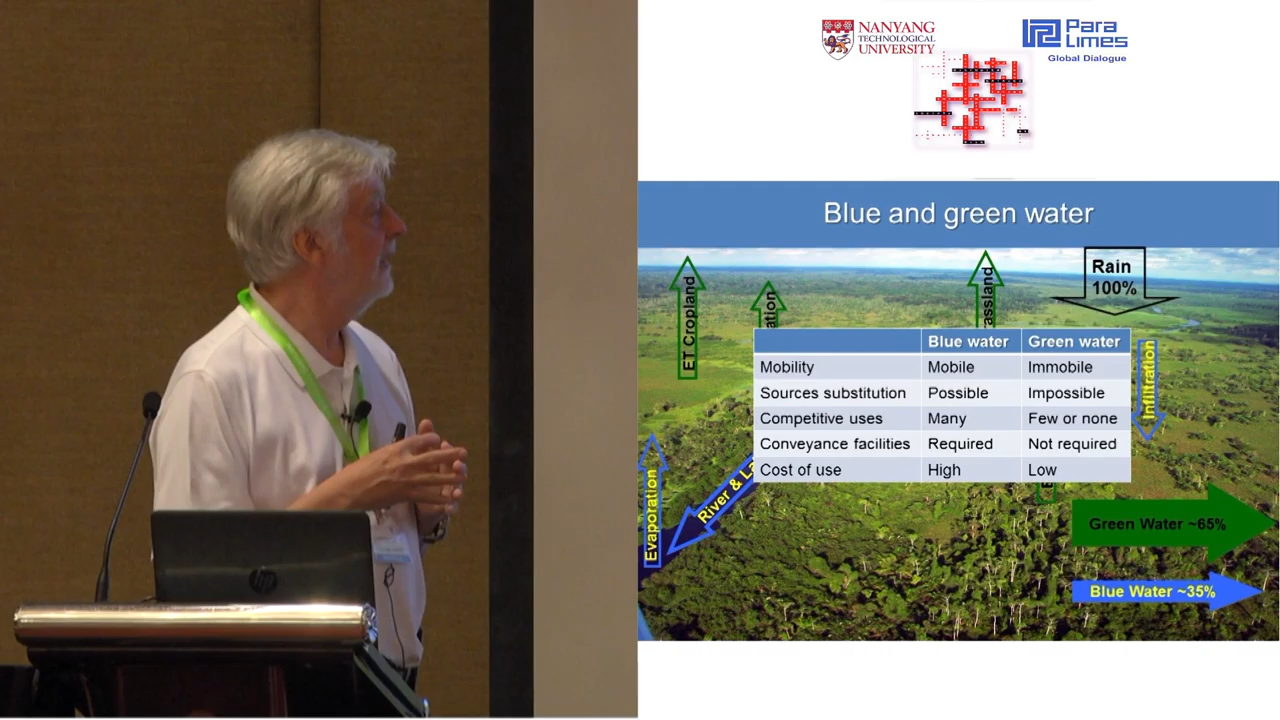 NANYANG
TECHNOLOGICAL
UNIVERSITY
Para
Limes
Global Dialogue
Blue and green water
Rain
100%
ET Cropland
Blue water Green water
Mobility Mobile Immobile
Sources substitution Possible Impossible
Competitive uses Many Few or none
Conveyance facilities Required Not required
Cost of use High Low
Infiltration
Evaporation
River &
Green Water ~65%
Blue Water ~35%
hp